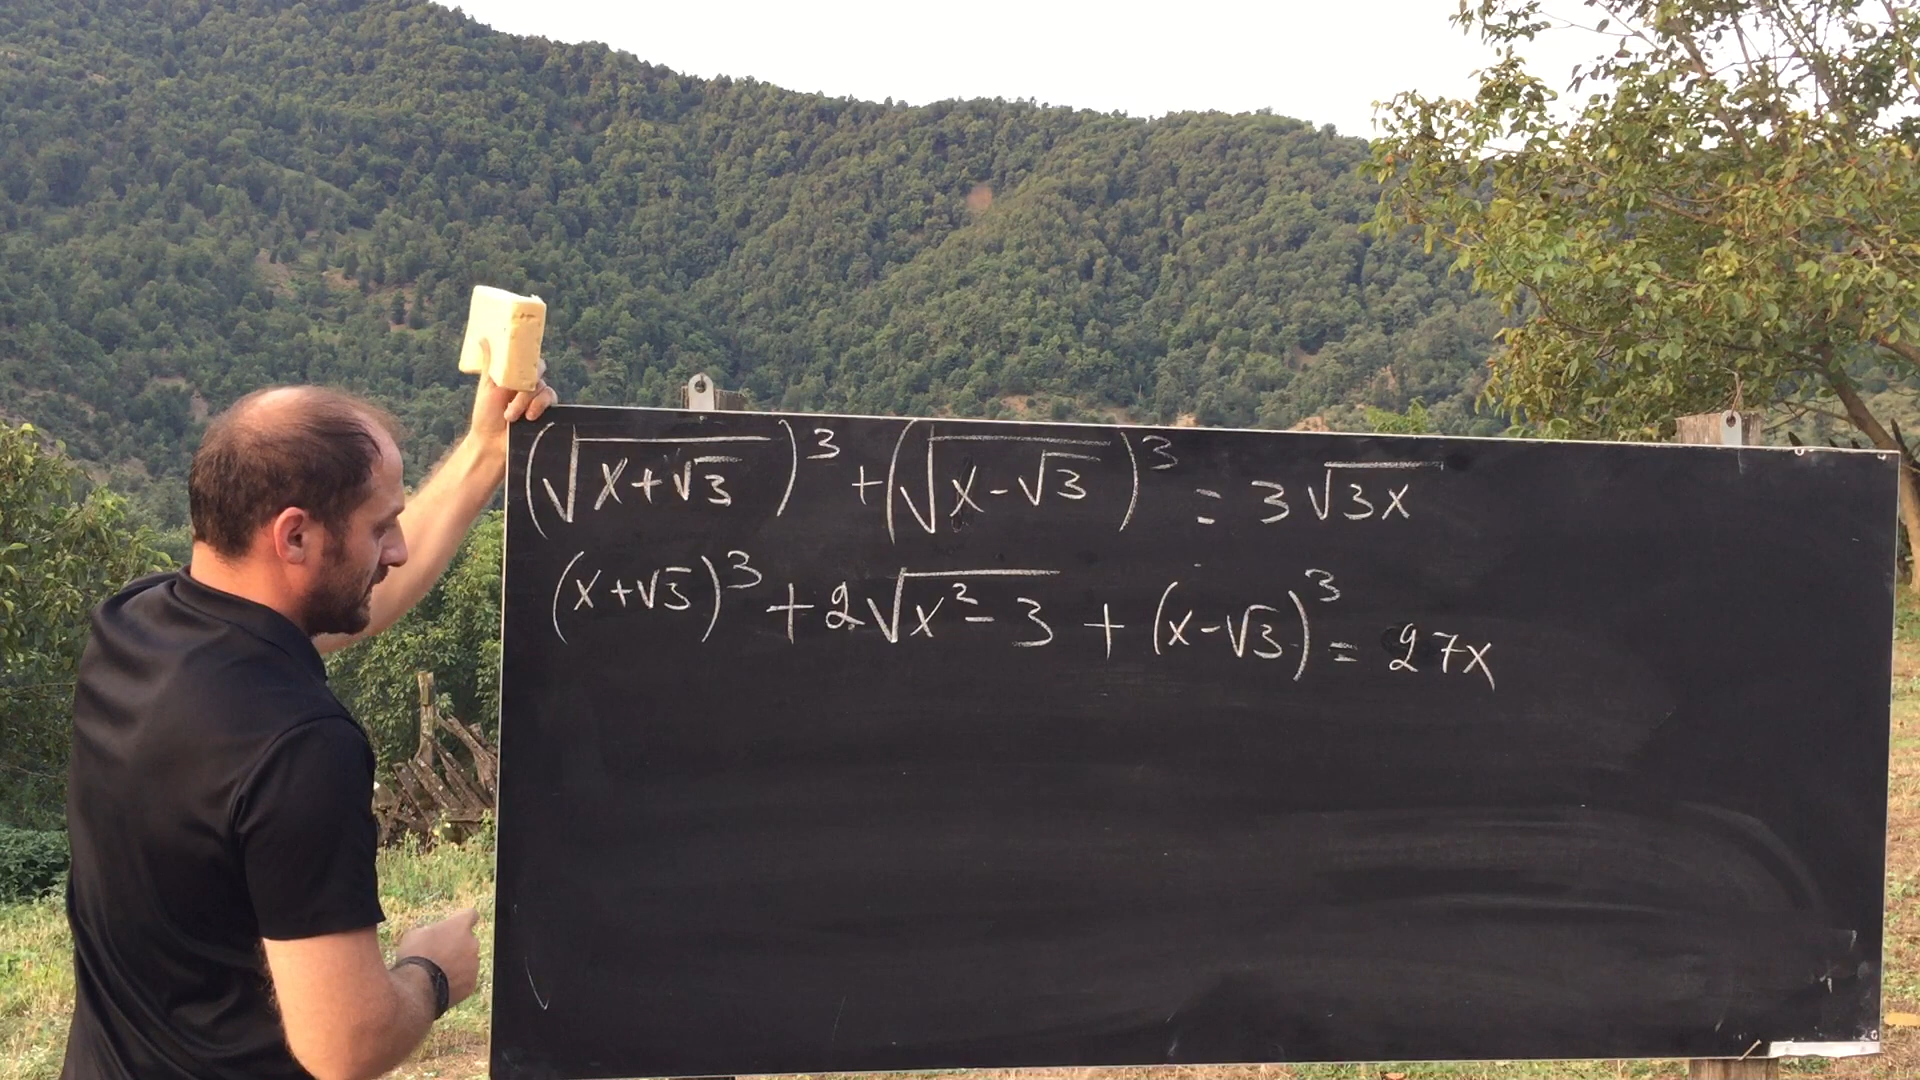 (√(x+√3))³ + (√(x-√3))³ = 3√(3x)
(x+√3)³ + 2√(x²-3) + (x-√3)³ = 27x